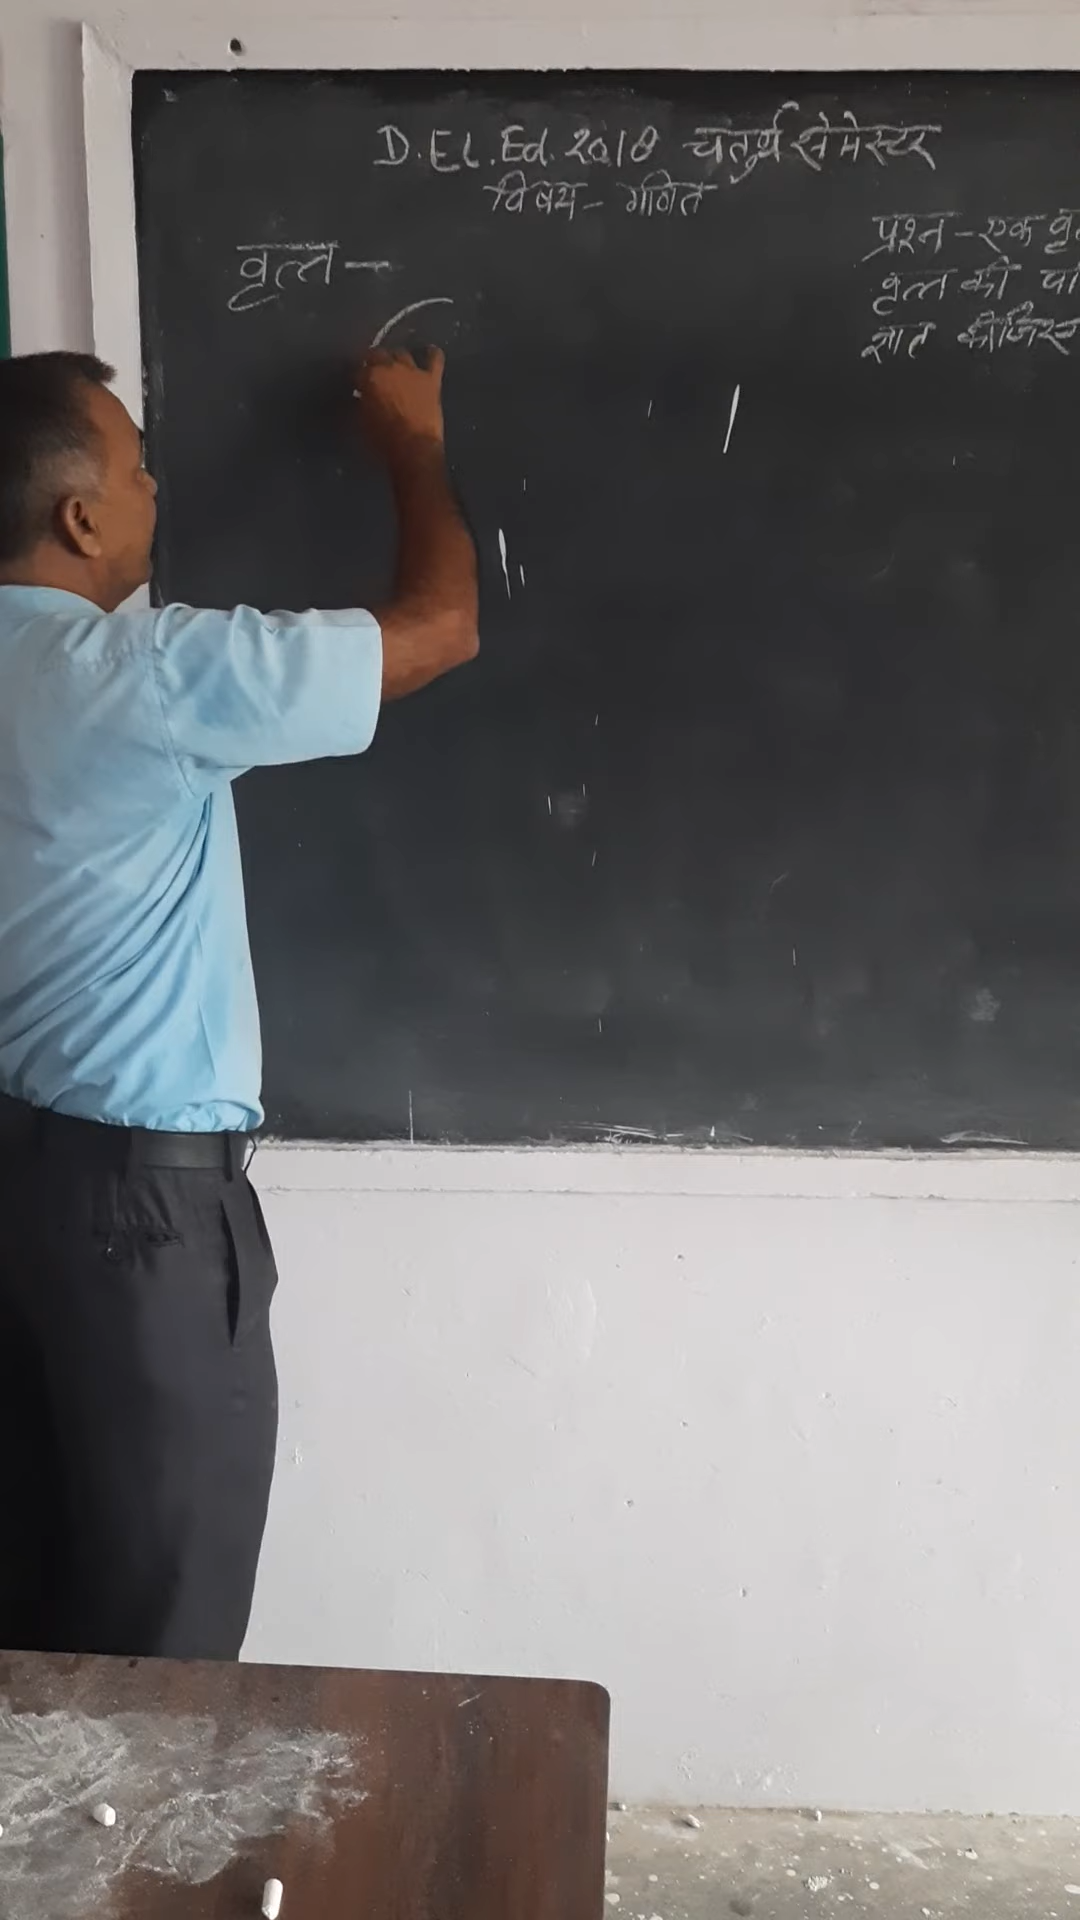 D.EL.Ed. 2018 चतुर्थ सेमेस्टर
विषय - गणित
वृत्त -
प्रश्न - एक
वृत्त की
ज्ञात कीजिए